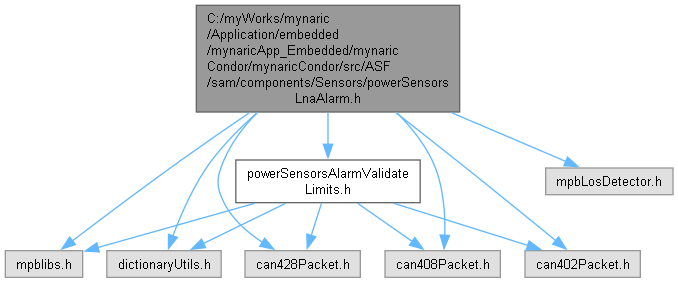 C:/myWorks/mynaric
/Application/embedded
/mynaricApp_Embedded/mynaric
Condor/mynaricCondor/src/ASF
/sam/components/Sensors/powerSensors
LnaAlarm.h
powerSensorsAlarmValidate
Limits.h
mpbLosDetector.h
mpblibs.h
dictionaryUtils.h
can428Packet.h
can408Packet.h
can402Packet.h